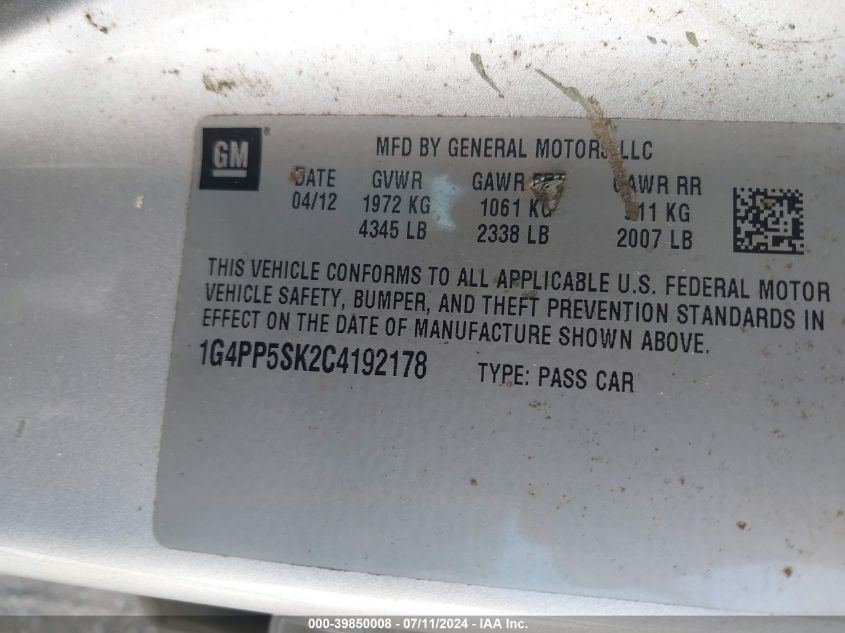 GM ®
MFD BY GENERAL MOTORS LLC
DATE GVWR GAWR GAWR RR
04/12 1972 KG 1061 KG KG
4345 LB 2338 LB 2007 LB
THIS VEHICLE CONFORMS TO ALL APPLICABLE U.S. FEDERAL MOTOR
VEHICLE SAFETY, BUMPER, AND THEFT PREVENTION STANDARDS IN
EFFECT ON THE DATE OF MANUFACTURE SHOWN ABOVE.
1G4PP5SK2C4192178 TYPE: PASS CAR
000-39850008 - 07/11/2024 - IAA Inc.